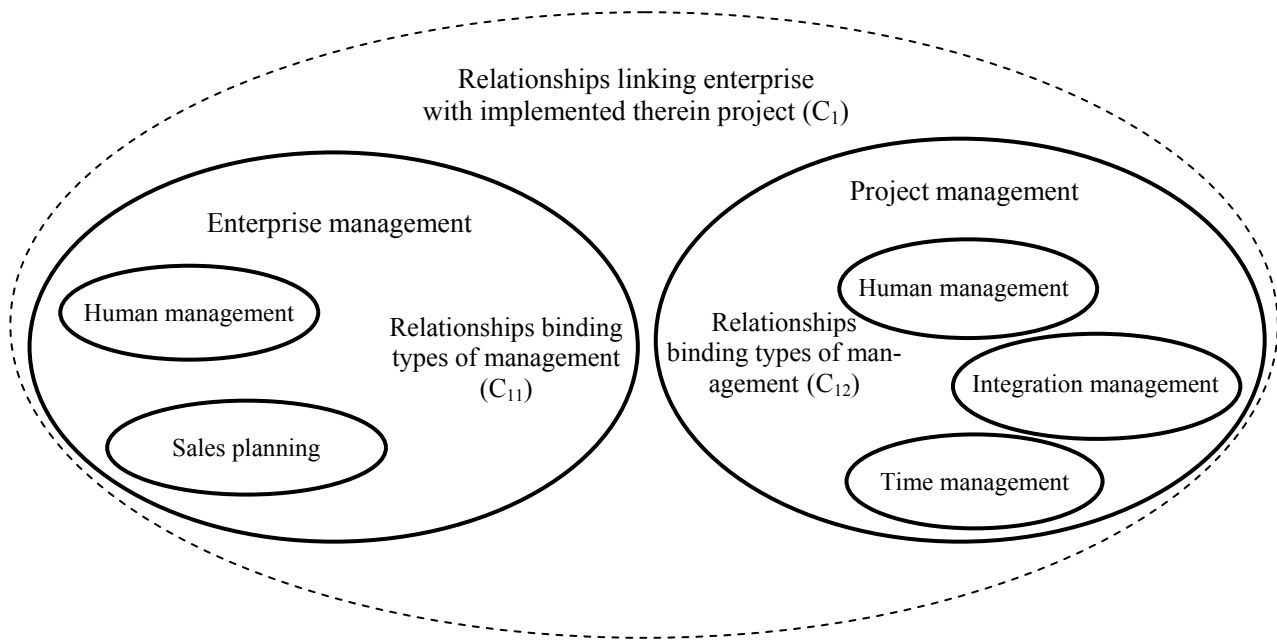 Relationships linking enterprise
with implemented therein project (C₁)
Enterprise management
Human management
Relationships binding
types of management
(C₁₁)
Sales planning
Project management
Human management
Relationships
binding types of man-
agement (C₁₂)
Integration management
Time management